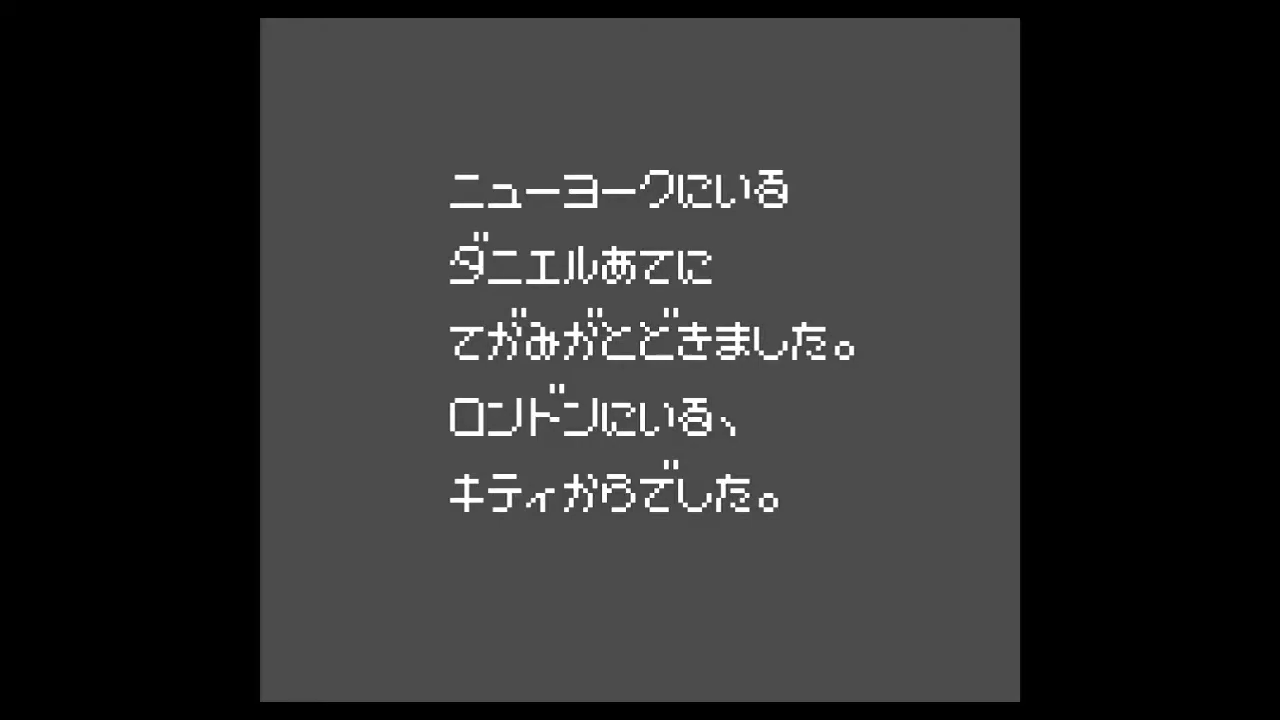 ニューヨークにいる
ダニエルあてに
てがみがとどきました。
ロンドンにいる、
キティからでした。